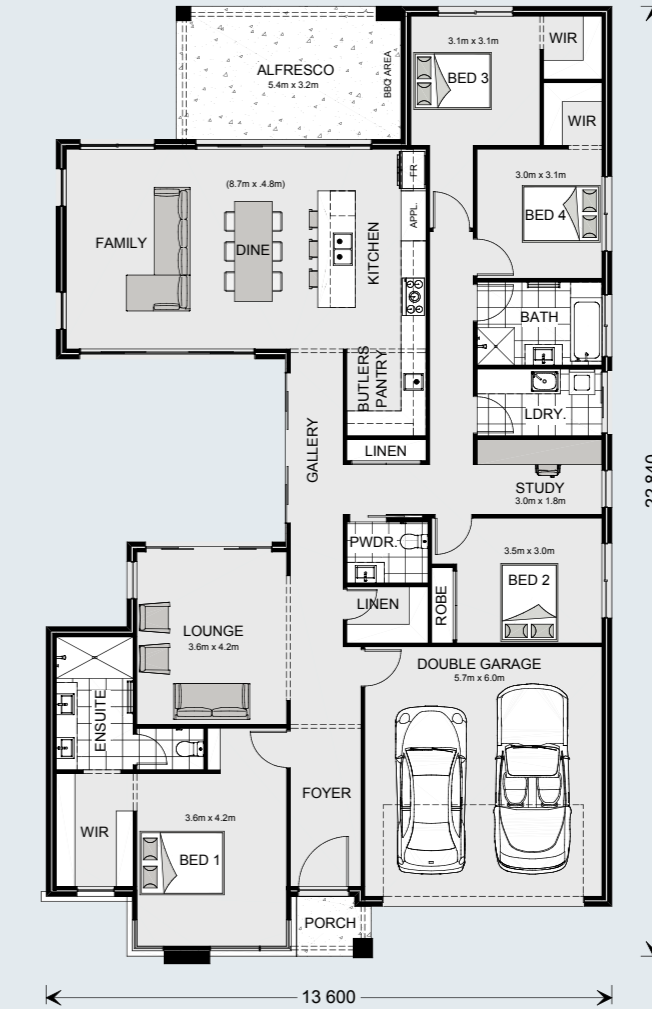 ALFRESCO
5.4m x 3.2m
BBQ AREA
3.1m x 3.1m
BED 3
WIR
WIR
(8.7m x .4.8m)
FAMILY
DINE
KITCHEN
FR
APPL.
3.0m x 3.1m
BED 4
BATH
BUTLERS
PANTRY
LDRY.
GALLERY
LINEN
STUDY
3.0m x 1.8m
22 840
PWDR.
3.5m x 3.0m
BED 2
LINEN
ROBE
LOUNGE
3.6m x 4.2m
DOUBLE GARAGE
5.7m x 6.0m
ENSUITE
FOYER
WIR
3.6m x 4.2m
BED 1
PORCH
13 600